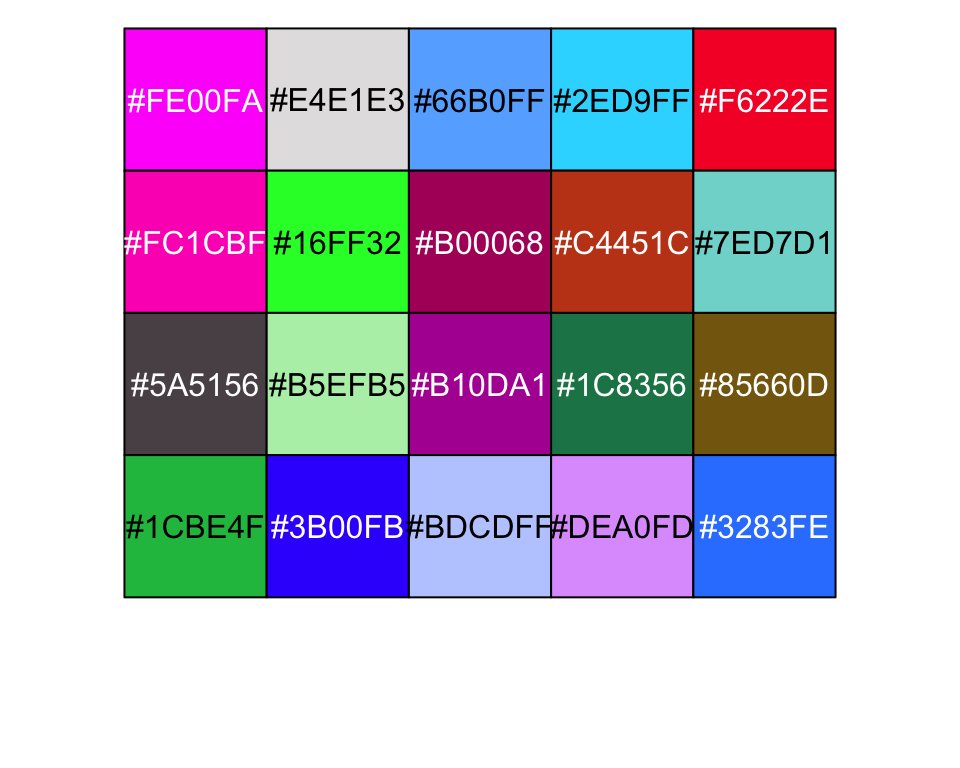 #FE00FA #E4E1E3 #66B0FF #2ED9FF #F6222E
#FC1CBF #16FF32 #B00068 #C4451C #7ED7D1
#5A5156 #B5EFB5 #B10DA1 #1C8356 #85660D
#1CBE4F #3B00FB #BDCDFF #DEA0FD #3283FE